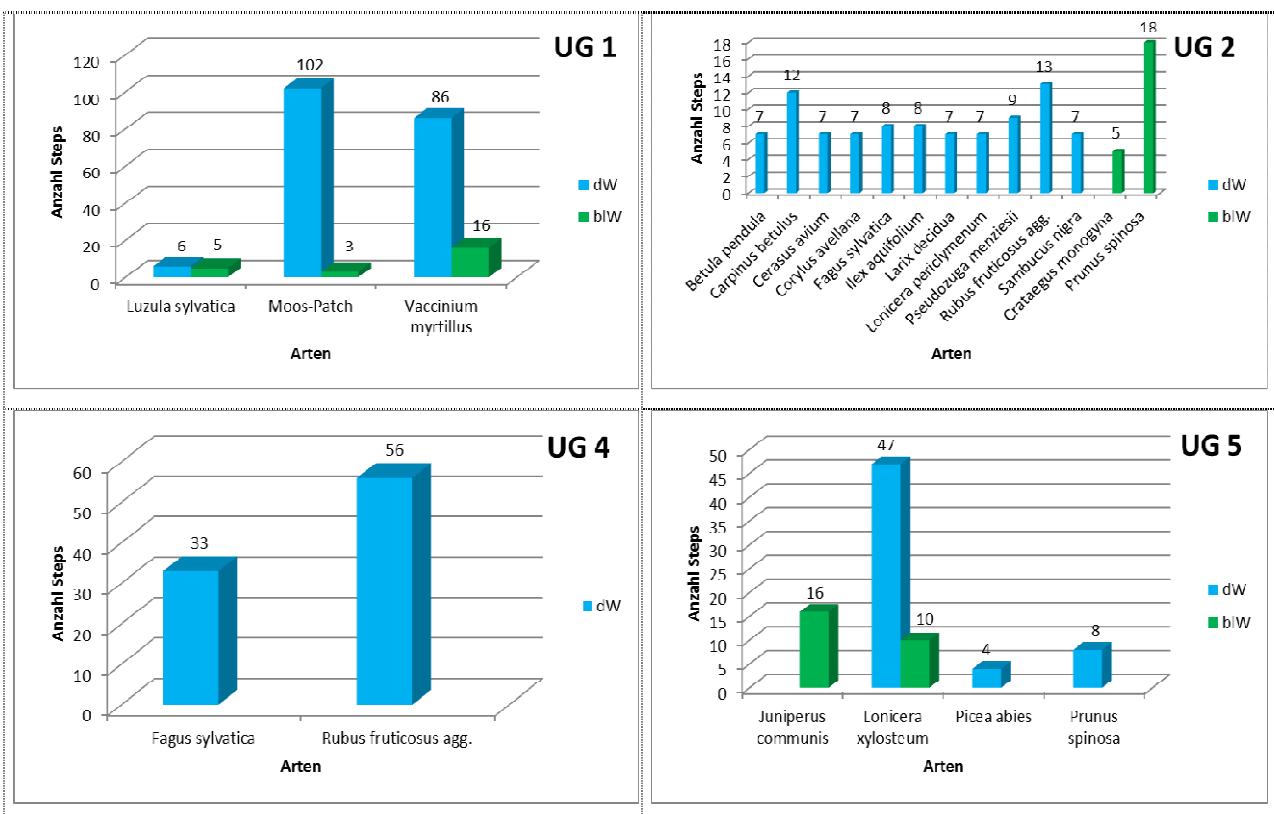 UG 1
120
100
80
60
40
20
0
Anzahl Steps
6
5
102
3
86
16
Luzula sylvatica
Moos-Patch
Vaccinium
myrtillus
Arten
dW
blW
UG 2
18
16
14
12
10
8
6
4
2
0
Anzahl Steps
7
12
7
7
8
8
7
7
9
13
7
5
18
Betula pendula
Carpinus betulus
Cerasus avium
Corylus avellana
Fagus sylvatica
Ilex aqtifolium
Larix decidua
Lonicera periclymenum
Pseudozuga menziesii
Rubus fruticosus agg.
Sambucus nigra
Crataegus monogyna
Prunus spinosa
Arten
dW
blW
UG 4
60
50
40
30
20
10
0
Anzahl Steps
33
56
Fagus sylvatica
Rubus fruticosus agg.
Arten
dW
UG 5
50
45
40
35
30
25
20
15
10
5
0
Anzahl Steps
16
47
10
4
8
Juniperus
communis
Lonicera
xylosteum
Picea abies
Prunus
spinosa
Arten
dW
blW